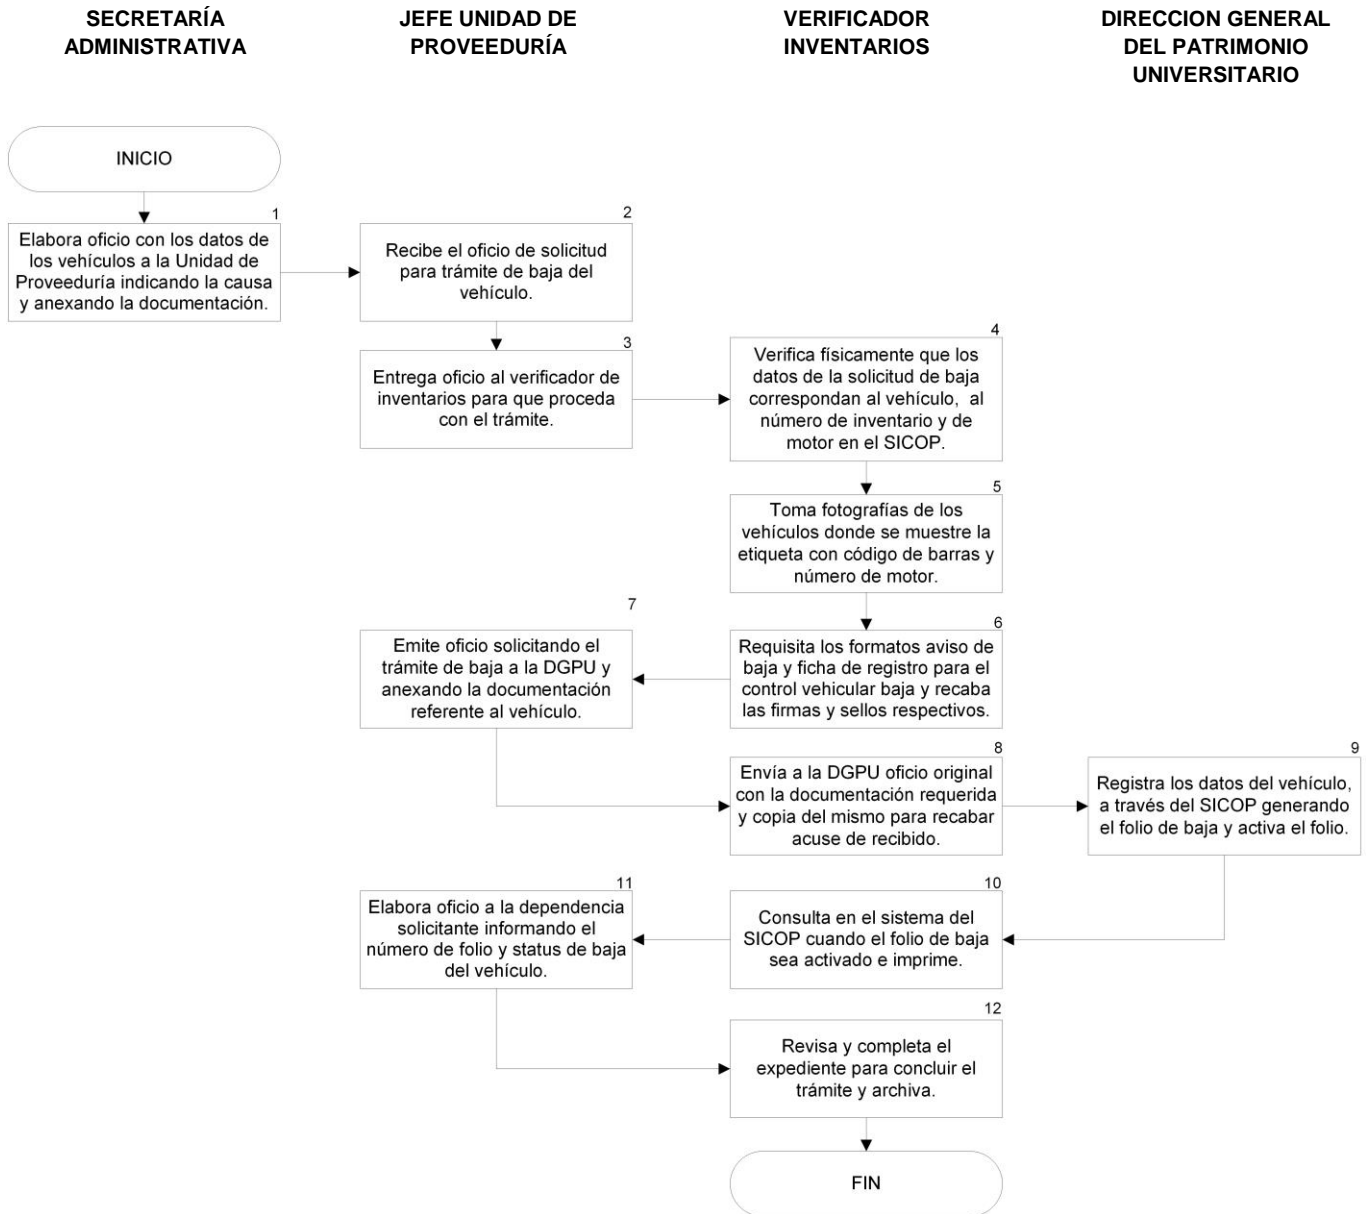 SECRETARÍA
ADMINISTRATIVA
JEFE UNIDAD DE
PROVEEDURÍA
VERIFICADOR
INVENTARIOS
DIRECCION GENERAL
DEL PATRIMONIO
UNIVERSITARIO
INICIO
1
Elabora oficio con los datos de
los vehículos a la Unidad de
Proveeduría indicando la causa
y anexando la documentación.
2
Recibe el oficio de solicitud
para trámite de baja del
vehículo.
3
Entrega oficio al verificador de
inventarios para que proceda
con el trámite.
4
Verifica físicamente que los
datos de la solicitud de baja
correspondan al vehículo, al
número de inventario y de
motor en el SICOP.
5
Toma fotografías de los
vehículos donde se muestre la
etiqueta con código de barras y
número de motor.
6
Requisita los formatos aviso de
baja y ficha de registro para el
control vehicular baja y recaba
las firmas y sellos respectivos.
7
Emite oficio solicitando el
trámite de baja a la DGPU y
anexando la documentación
referente al vehículo.
8
Envía a la DGPU oficio original
con la documentación requerida
y copia del mismo para recabar
acuse de recibido.
9
Registra los datos del vehículo,
a través del SICOP generando
el folio de baja y activa el folio.
10
Consulta en el sistema del
SICOP cuando el folio de baja
sea activado e imprime.
11
Elabora oficio a la dependencia
solicitante informando el
número de folio y status de baja
del vehículo.
12
Revisa y completa el
expediente para concluir el
trámite y archiva.
FIN